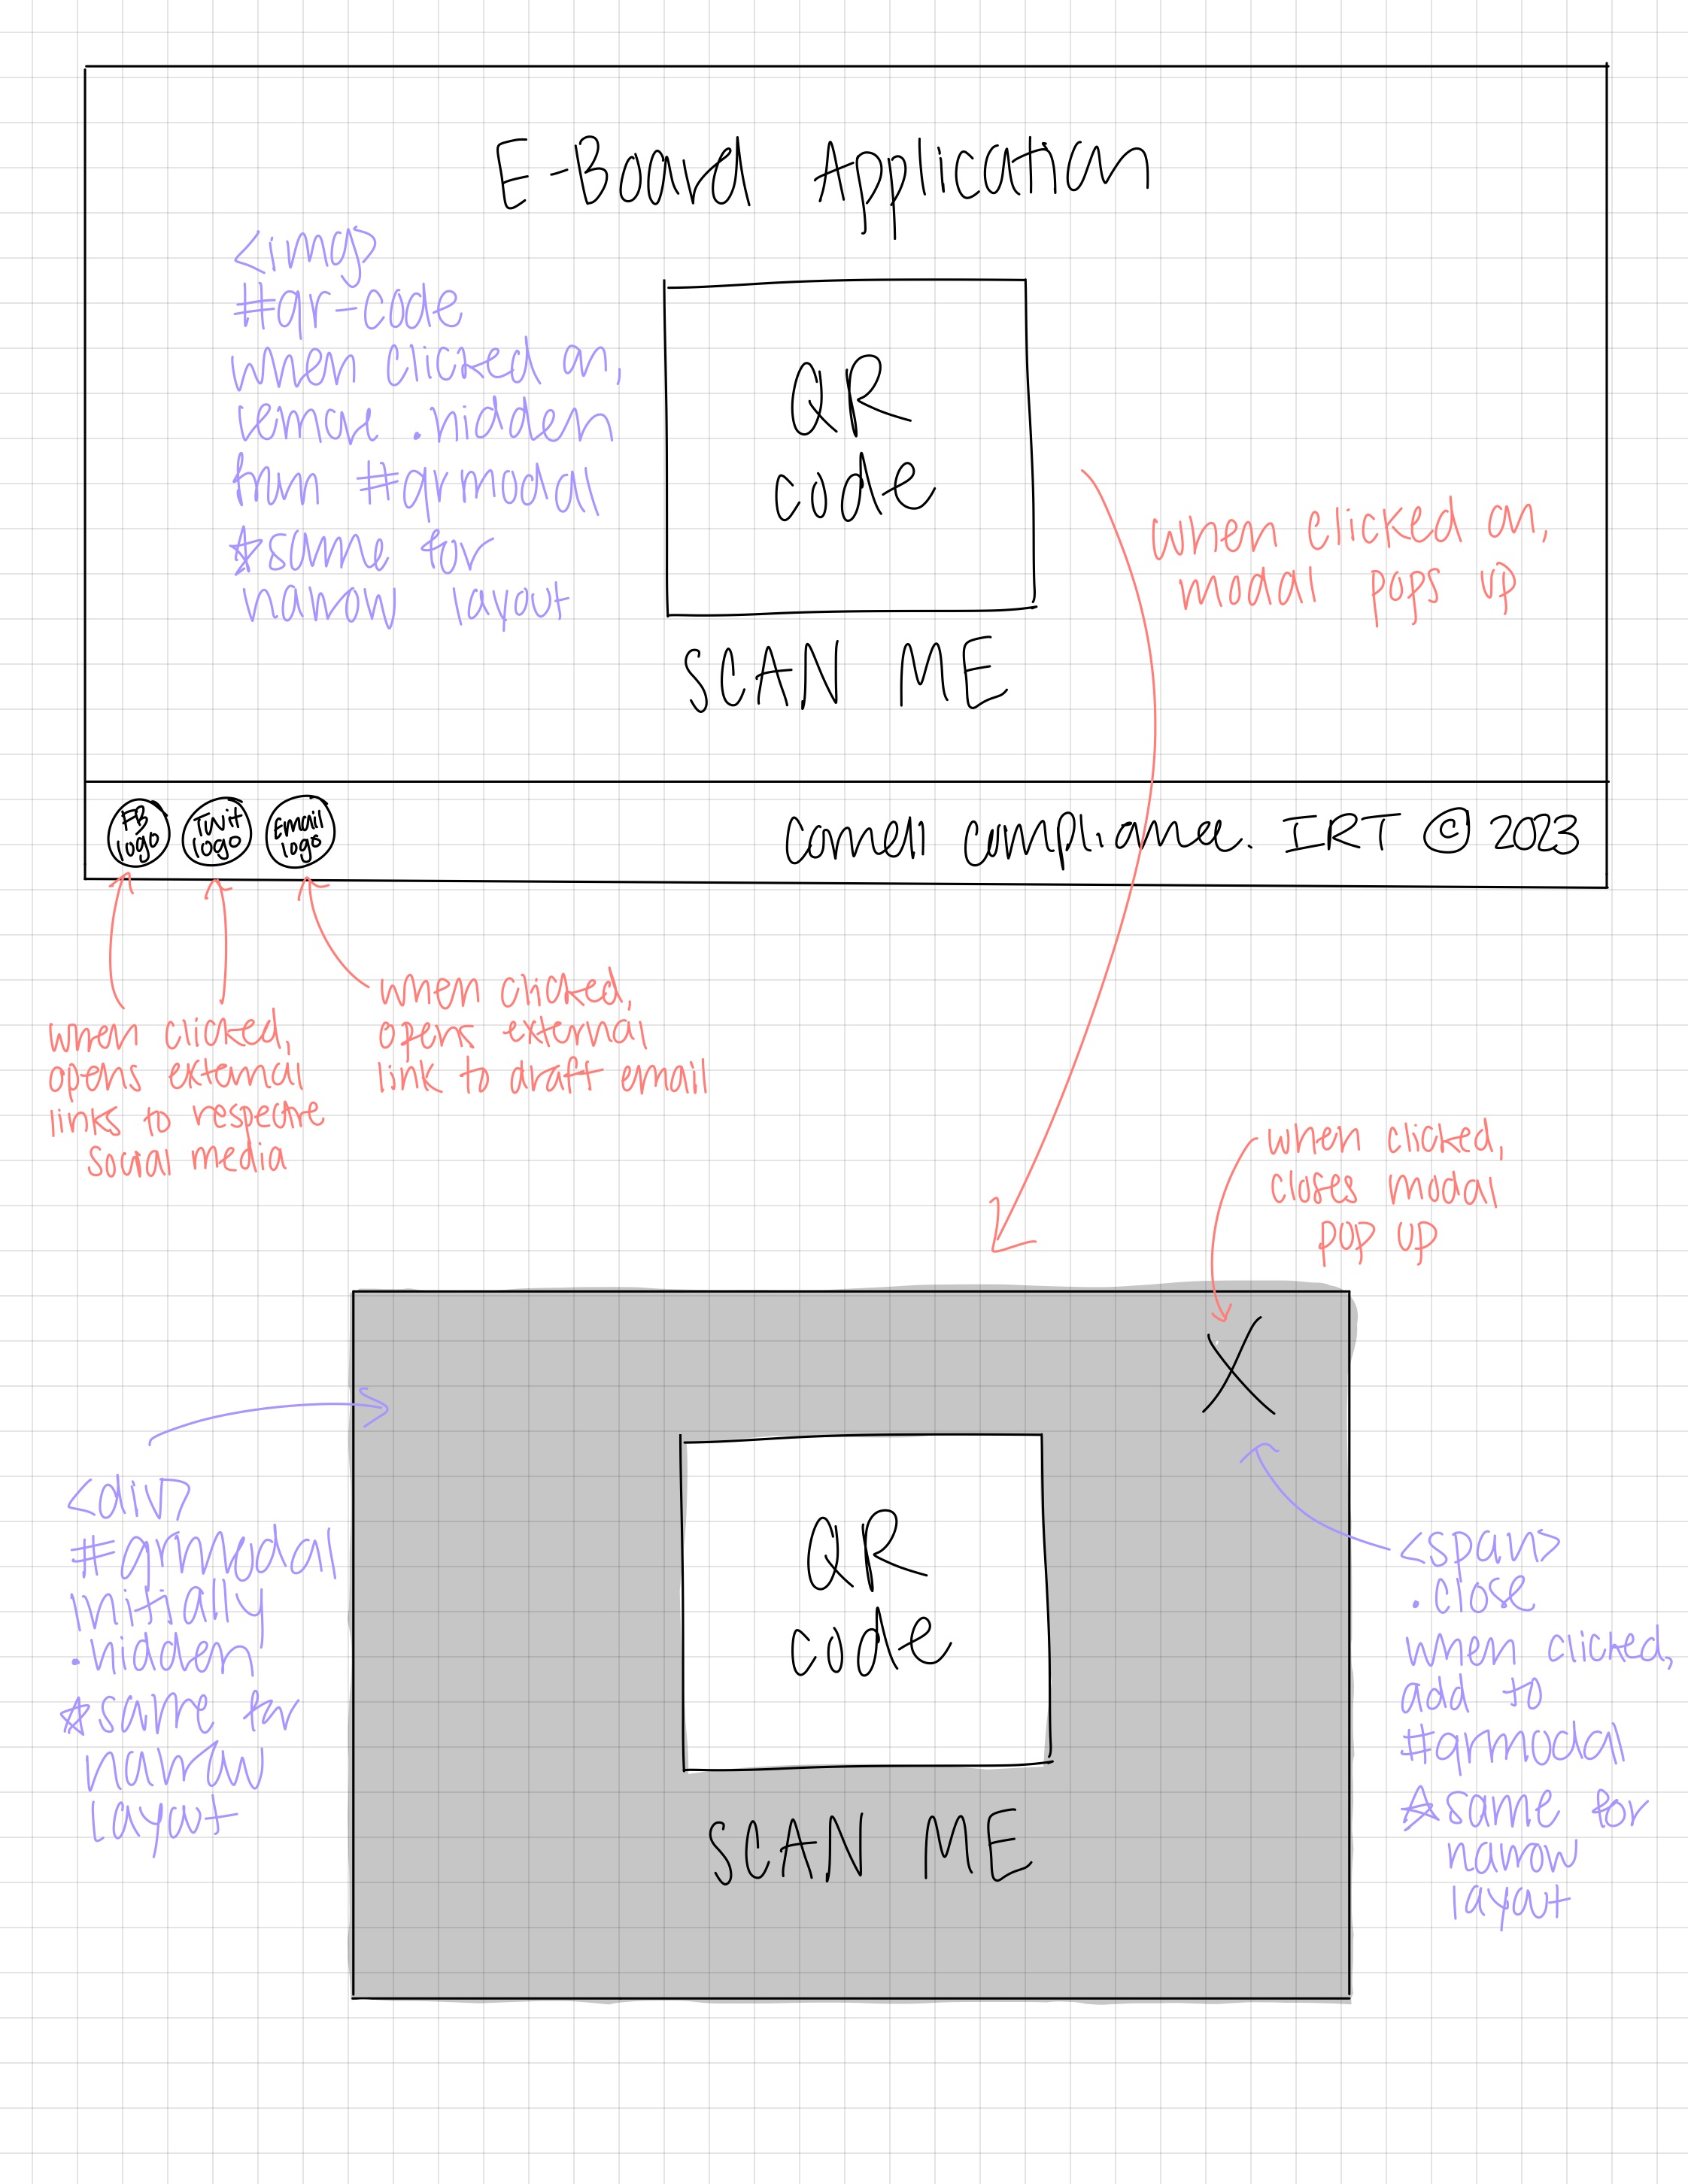 E-Board Application
<img>
#qr-code
when clicked on,
remove .hidden
from #qrmodal
☆same for
narrow layout
QR
code
when clicked on,
modal pops up
SCAN ME
FB
logo
Twit
logo
Email
logo
Cornell Compliance. IRT © 2023
when clicked,
opens external
links to respective
social media
when clicked,
opens external
link to draft email
when clicked,
closes modal
pop up
X
<div>
#qrmodal
initially
.hidden
☆same for
narrow
layout
QR
code
SCAN ME
<span>
.close
when clicked,
add to
#qrmodal
☆same for
narrow
layout